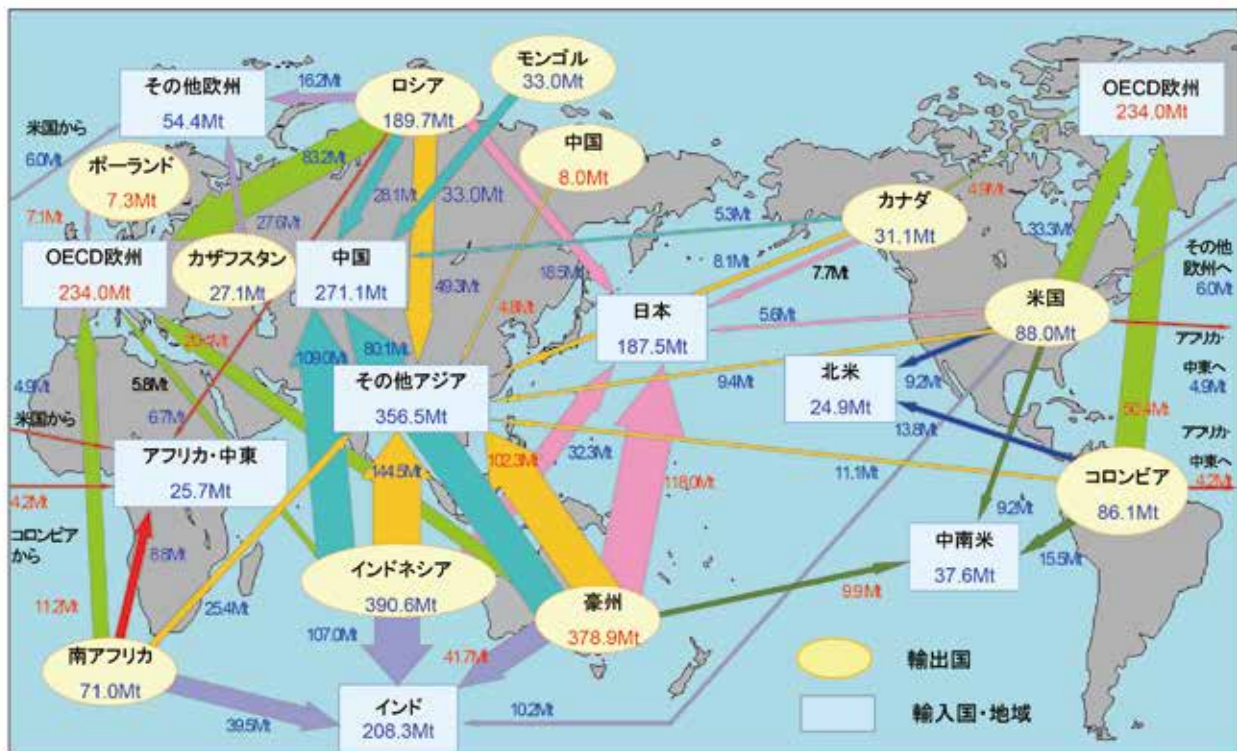 その他欧州
54.4Mt
16.2Mt
ロシア
189.7Mt
モンゴル
33.0Mt
OECD欧州
234.0Mt
米国から
6.0Mt
ポーランド
7.3Mt
83.2Mt
28.1Mt
33.0Mt
中国
8.0Mt
4.9Mt
カナダ
31.1Mt
7.1Mt
27.6Mt
5.3Mt
33.3Mt
OECD欧州
234.0Mt
カザフスタン
27.1Mt
中国
271.1Mt
49.3Mt
18.5Mt
8.1Mt
7.7Mt
その他
欧州へ
6.0Mt
4.8Mt
日本
187.5Mt
5.6Mt
米国
88.0Mt
109.0Mt
80.1Mt
アフリカ・
中東へ
4.9Mt
4.9Mt
5.8Mt
6.7Mt
その他アジア
356.5Mt
9.4Mt
北米
24.9Mt
9.2Mt
13.8Mt
50.4Mt
米国から
アフリカ・中東
25.7Mt
144.5Mt
102.3Mt
32.3Mt
118.0Mt
11.1Mt
アフリカ・
中東へ
4.2Mt
4.2Mt
コロンビア
86.1Mt
コロンビア
から
8.8Mt
9.2Mt
中南米
37.6Mt
15.5Mt
インドネシア
390.6Mt
11.2Mt
25.4Mt
107.0Mt
豪州
378.9Mt
9.9Mt
南アフリカ
71.0Mt
41.7Mt
輸出国
39.5Mt
インド
208.3Mt
10.2Mt
輸入国・地域